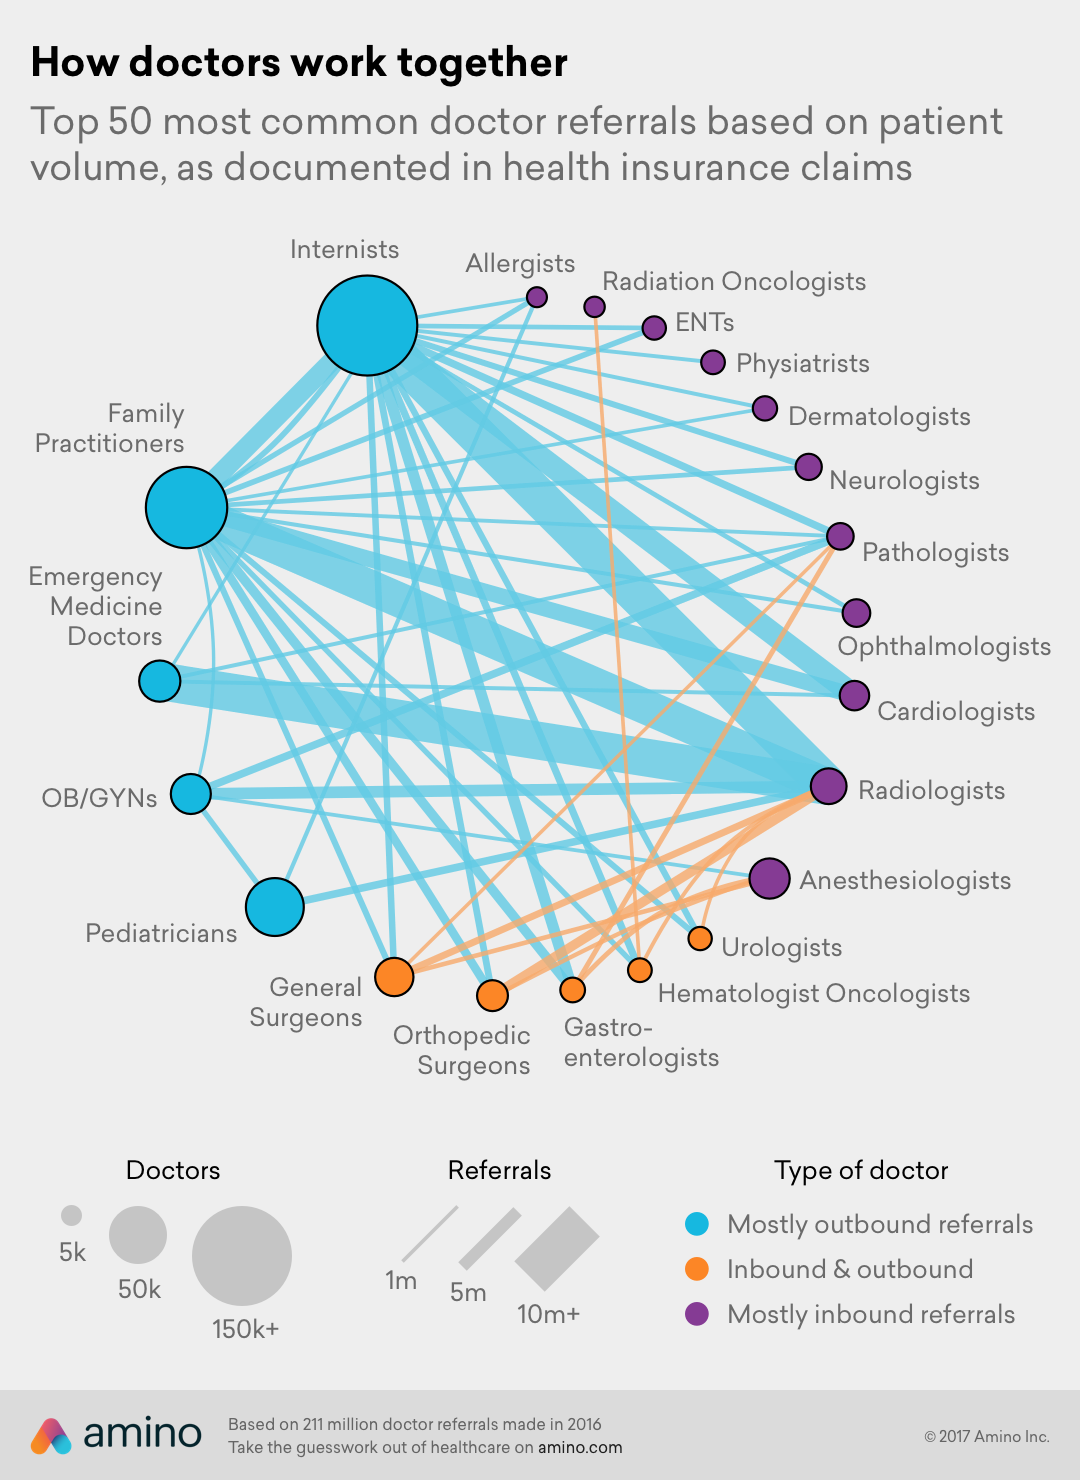 How doctors work together
Top 50 most common doctor referrals based on patient
volume, as documented in health insurance claims
Internists
Allergists
Radiation Oncologists
ENTs
Physiatrists
Dermatologists
Neurologists
Pathologists
Ophthalmologists
Cardiologists
Radiologists
Anesthesiologists
Urologists
Hematologist Oncologists
Gastro-
enterologists
Orthopedic
Surgeons
General
Surgeons
Pediatricians
OB/GYNs
Emergency
Medicine
Doctors
Family
Practitioners
Doctors
5k
50k
150k+
Referrals
1m
5m
10m+
Type of doctor
Mostly outbound referrals
Inbound & outbound
Mostly inbound referrals
amino
Based on 211 million doctor referrals made in 2016
Take the guesswork out of healthcare on amino.com
© 2017 Amino Inc.